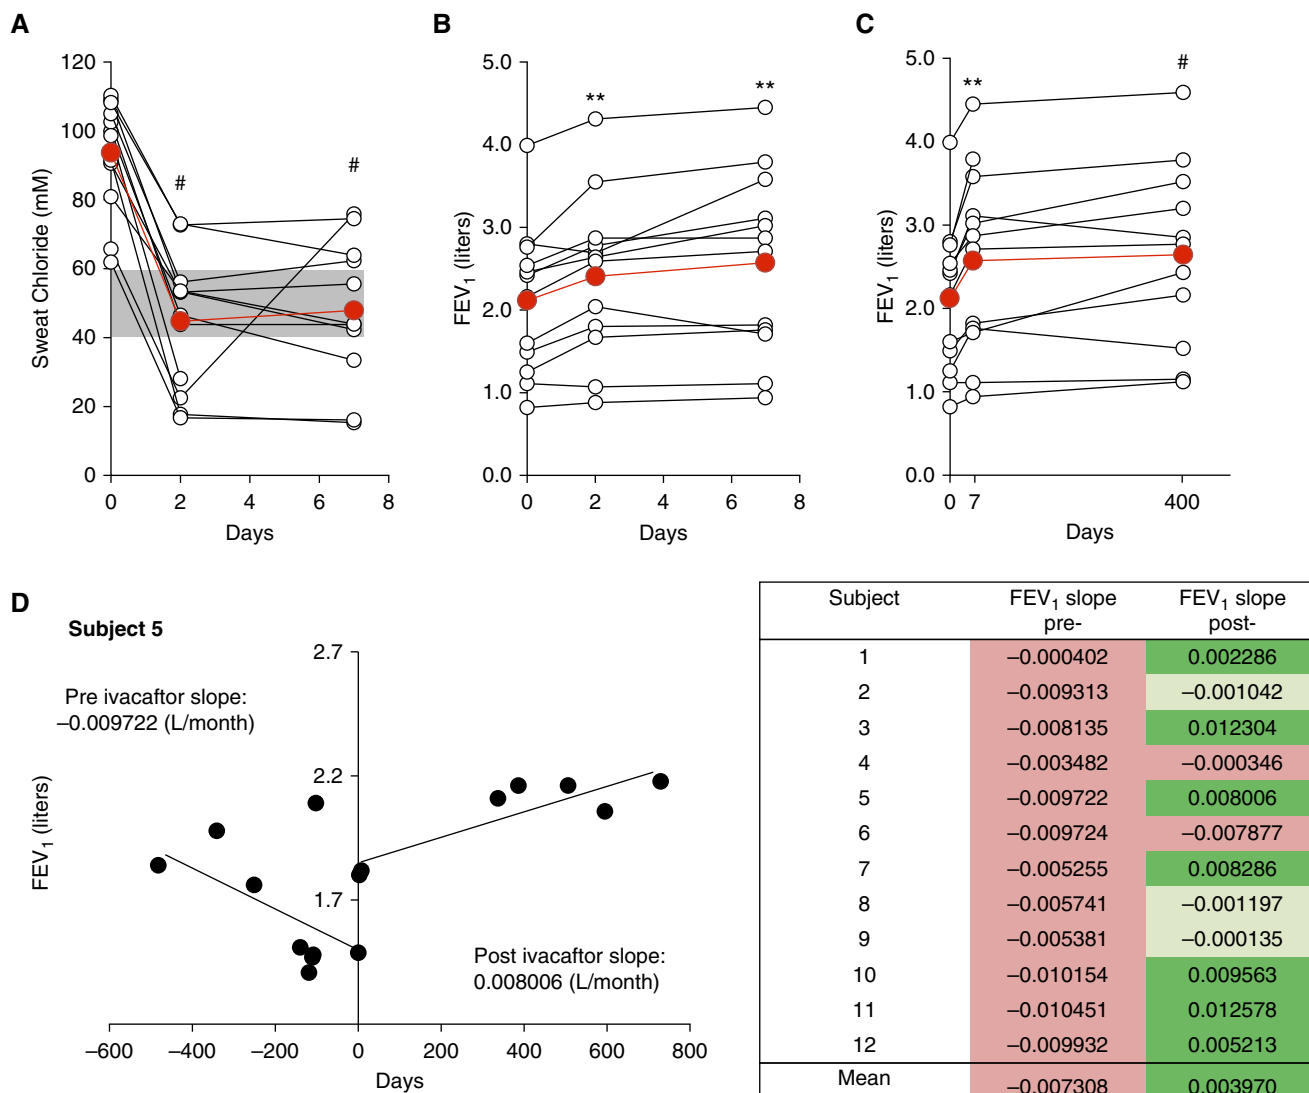 A
120
100
80
60
40
20
0
Sweat Chloride (mM)
#
#
0 2 4 6 8
Days
B
5.0
4.0
3.0
2.0
1.0
0.0
FEV1 (liters)
**
**
0 2 4 6 8
Days
C
5.0
4.0
3.0
2.0
1.0
0.0
FEV1 (liters)
**
#
0 7 400
Days
D
Subject 5
2.7
2.2
1.7
FEV1 (liters)
Pre ivacaftor slope:
–0.009722 (L/month)
Post ivacaftor slope:
0.008006 (L/month)
–600 –400 –200 0 200 400 600 800
Days
Subject FEV1 slope pre- FEV1 slope post-
1 –0.000402 0.002286
2 –0.009313 –0.001042
3 –0.008135 0.012304
4 –0.003482 –0.000346
5 –0.009722 0.008006
6 –0.009724 –0.007877
7 –0.005255 0.008286
8 –0.005741 –0.001197
9 –0.005381 –0.000135
10 –0.010154 0.009563
11 –0.010451 0.012578
12 –0.009932 0.005213
Mean –0.007308 0.003970